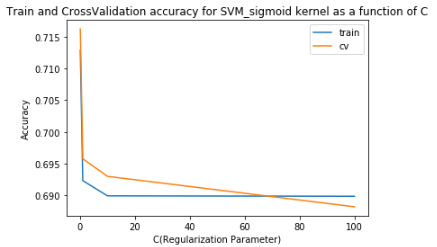 Train and CrossValidation accuracy for SVM_sigmoid kernel as a function of C
train
cv
0.715
0.710
0.705
0.700
0.695
0.690
Accuracy
0
20
40
60
80
100
C(Regularization Parameter)